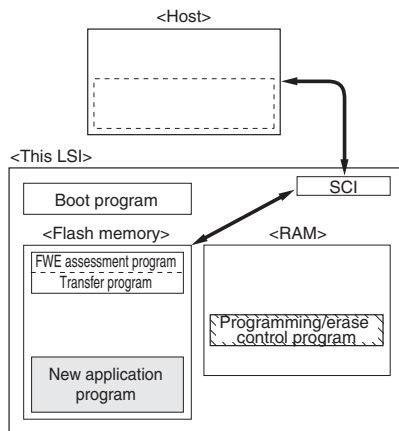 <Host>
<This LSI>
SCI
Boot program
<Flash memory>
<RAM>
FWE assessment program
Transfer program
Programming/erase
control program
New application
program